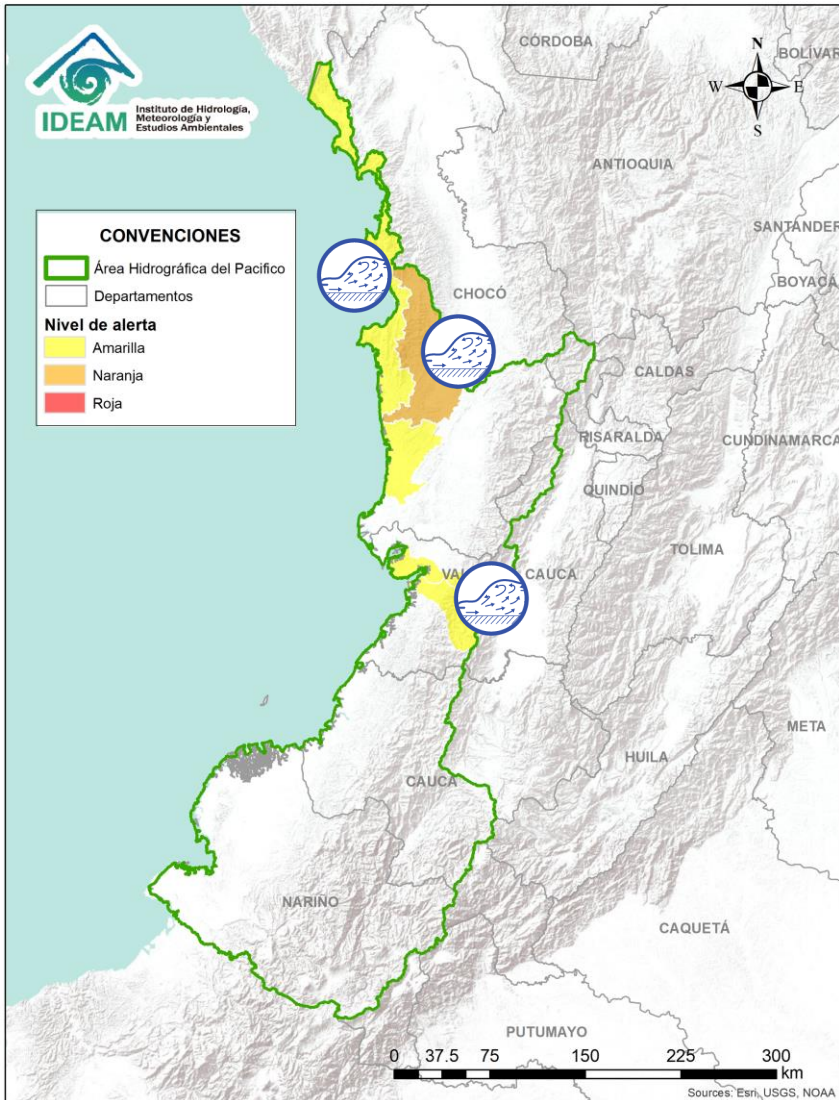 IDEAM
Instituto de Hidrología,
Meteorología y
Estudios Ambientales
CÓRDOBA
BOLÍVAR
N
W
E
S
ANTIOQUIA
SANTANDER
CONVENCIONES
Área Hidrográfica del Pacifico
Departamentos
Nivel de alerta
Amarilla
Naranja
Roja
BOYACÁ
CHOCÓ
CALDAS
RISARALDA
CUNDINAMARCA
QUINDÍO
TOLIMA
CAUCA
META
HUILA
CAUCA
NARIÑO
CAQUETÁ
PUTUMAYO
0 37.5 75 150 225 300
km
Sources: Esri, USGS, NOAA